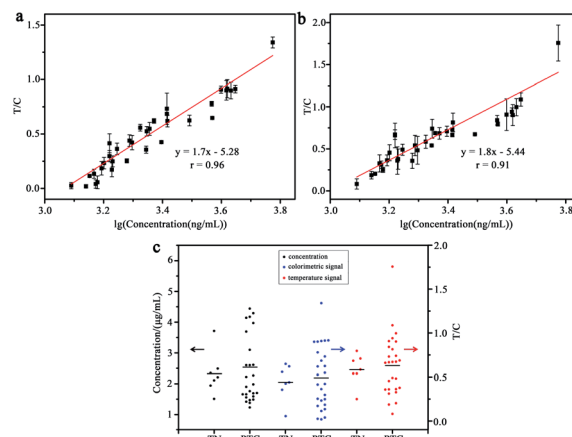 a
T/C
1.5
1.0
0.5
0.0
y = 1.7x - 5.28
r = 0.96
3.0 3.2 3.4 3.6 3.8
lg(Concentration(ng/mL))
b
T/C
2.0
1.5
1.0
0.5
0.0
y = 1.8x - 5.44
r = 0.91
3.0 3.2 3.4 3.6 3.8
lg(Concentration(ng/mL))
c
Concentration/(μg/mL)
6
5
4
3
2
1
concentration
colorimetric signal
temperature signal
2.0
1.5
1.0
0.5
0.0
T/C